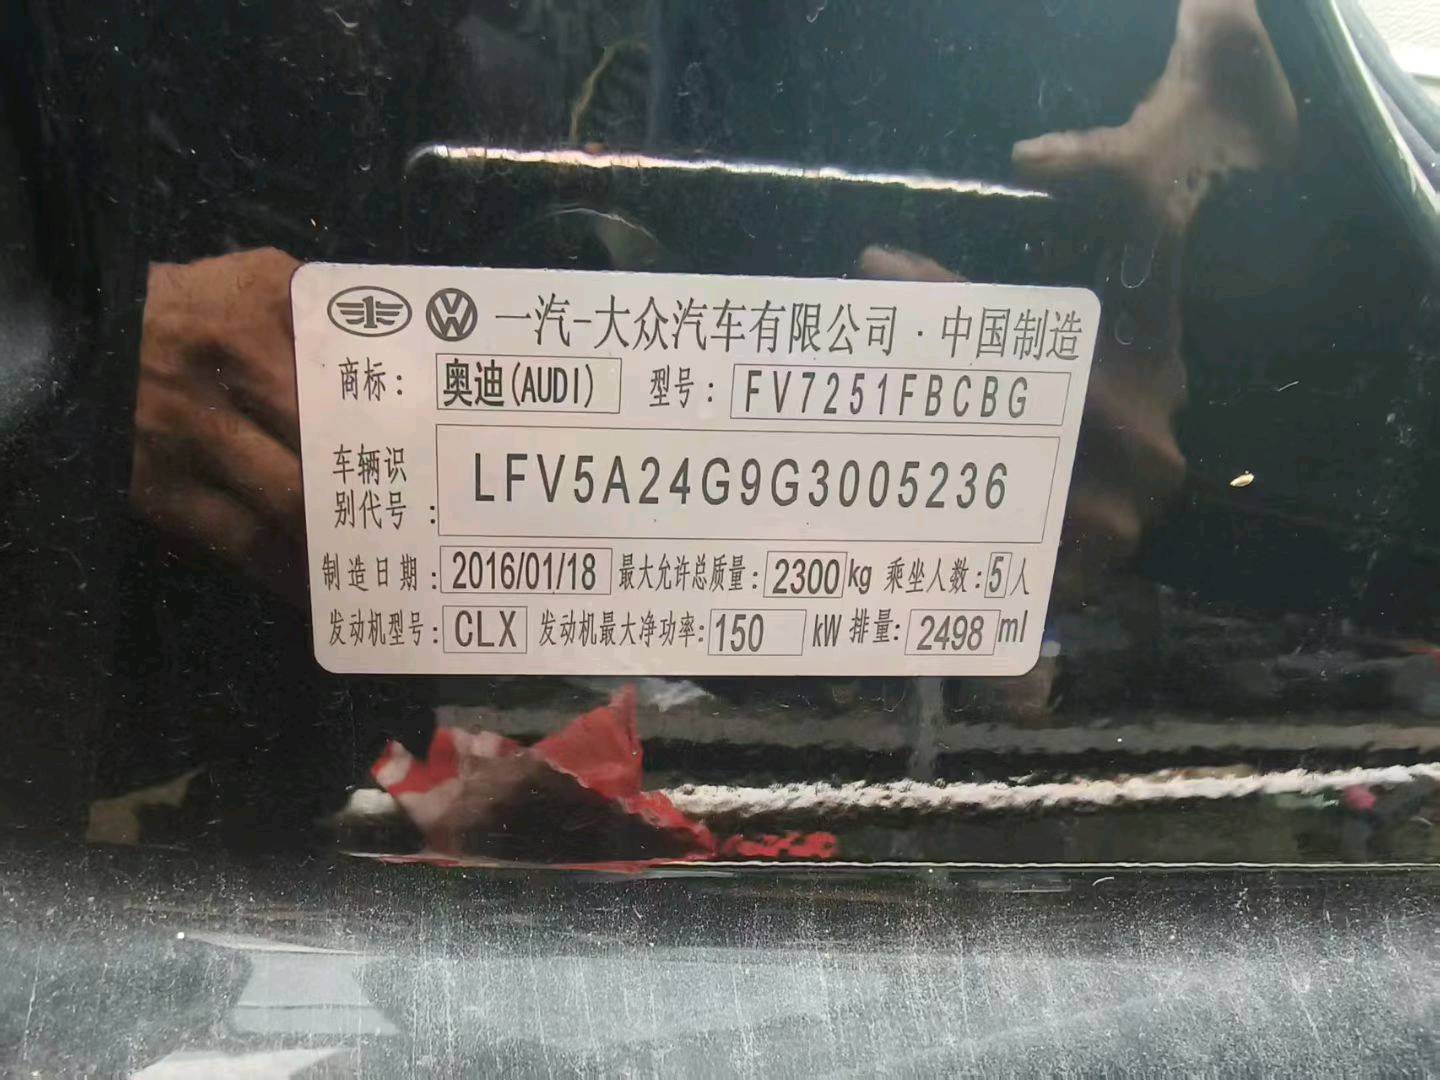 一汽-大众汽车有限公司·中国制造
商标: 奥迪(AUDI) 型号: FV7251FBCBG
车辆识
别代号: LFV5A24G9G3005236
制造日期: 2016/01/18 最大允许总质量: 2300kg 乘坐人数: 5人
发动机型号: CLX 发动机最大净功率: 150 kW 排量: 2498 ml